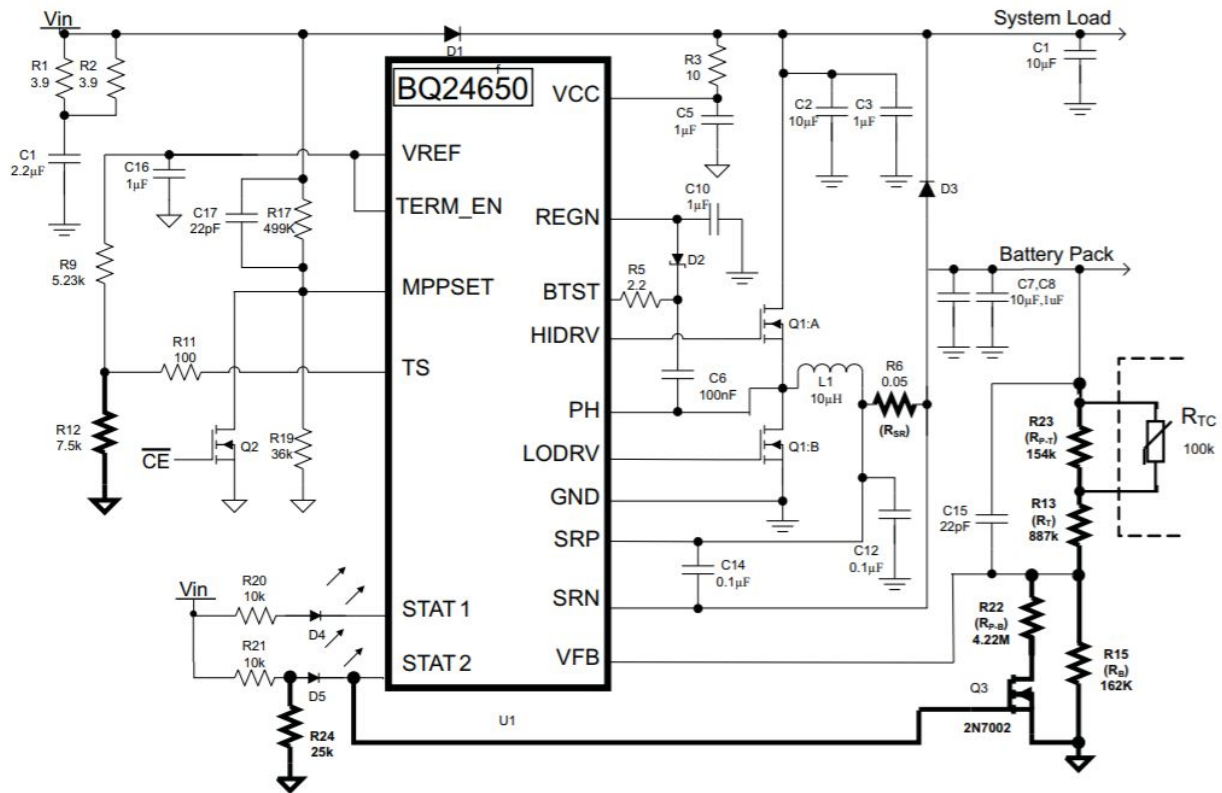 Vin
System Load
R1
3.9
R2
3.9
D1
R3
10
C1
10μF
BQ24650
VCC
C5
1μF
C2
10μF
C3
1μF
C1
2.2μF
VREF
C16
1μF
C17
22pF
R17
499K
TERM_EN
C10
1μF
REGN
D3
R9
5.23k
MPPSET
R5
2.2
D2
BTST
Battery Pack
C7,C8
10μF,1uF
HIDRV
Q1:A
R11
100
TS
C6
100nF
L1
10μH
R6
0.05
(RSR)
PH
R12
7.5k
CE
Q2
R19
36k
LODRV
Q1:B
R23
(RP-T)
154k
RTC
100k
GND
R13
(RT)
887k
C15
22pF
SRP
C14
0.1μF
C12
0.1μF
Vin
R20
10k
D4
STAT1
SRN
R22
(RP-B)
4.22M
R21
10k
D5
STAT2
VFB
R15
(RB)
162K
R24
25k
U1
Q3
2N7002